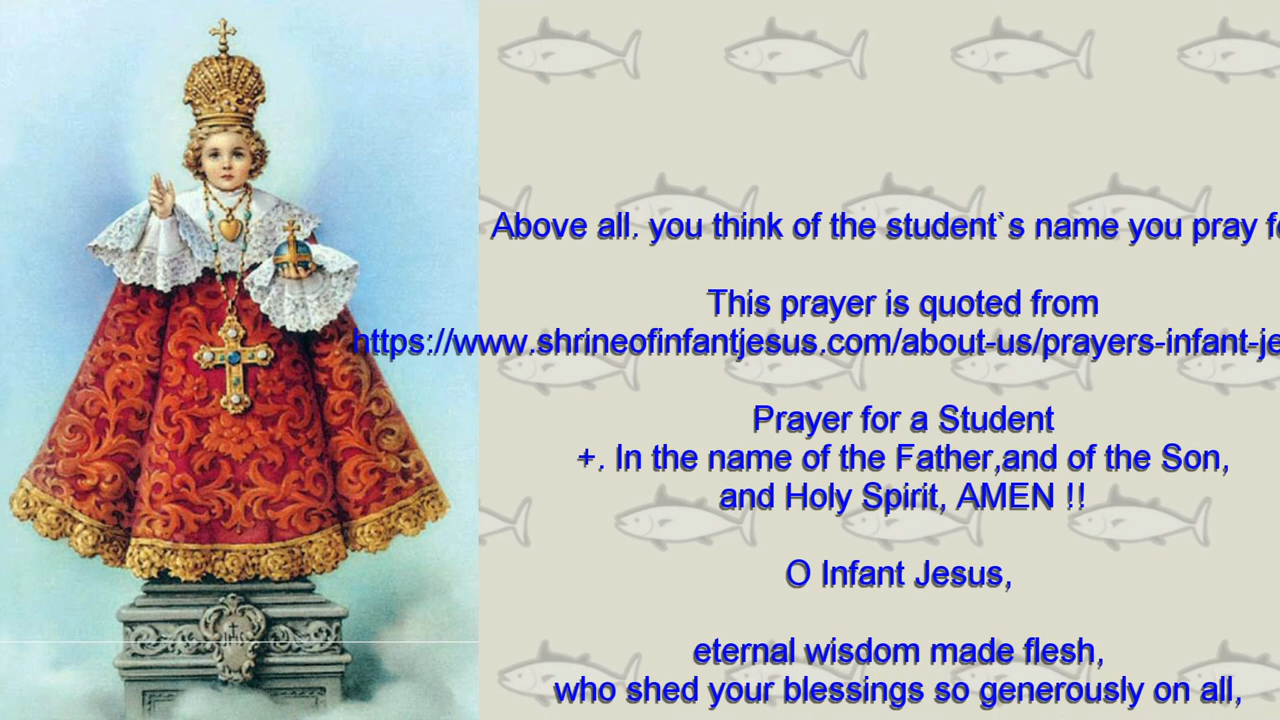 Above all. you think of the student`s name you pray fo
This prayer is quoted from
https://www.shrineofinfantjesus.com/about-us/prayers-infant-je
Prayer for a Student
+. In the name of the Father,and of the Son,
and Holy Spirit, AMEN !!
O Infant Jesus,
eternal wisdom made flesh,
who shed your blessings so generously on all,
IHS